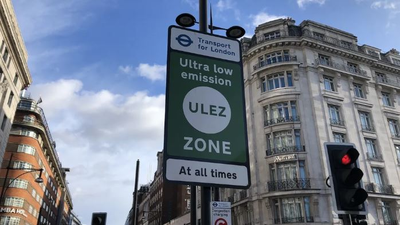 Transport for London
Ultra low
emission
ULEZ
ZONE
At all times